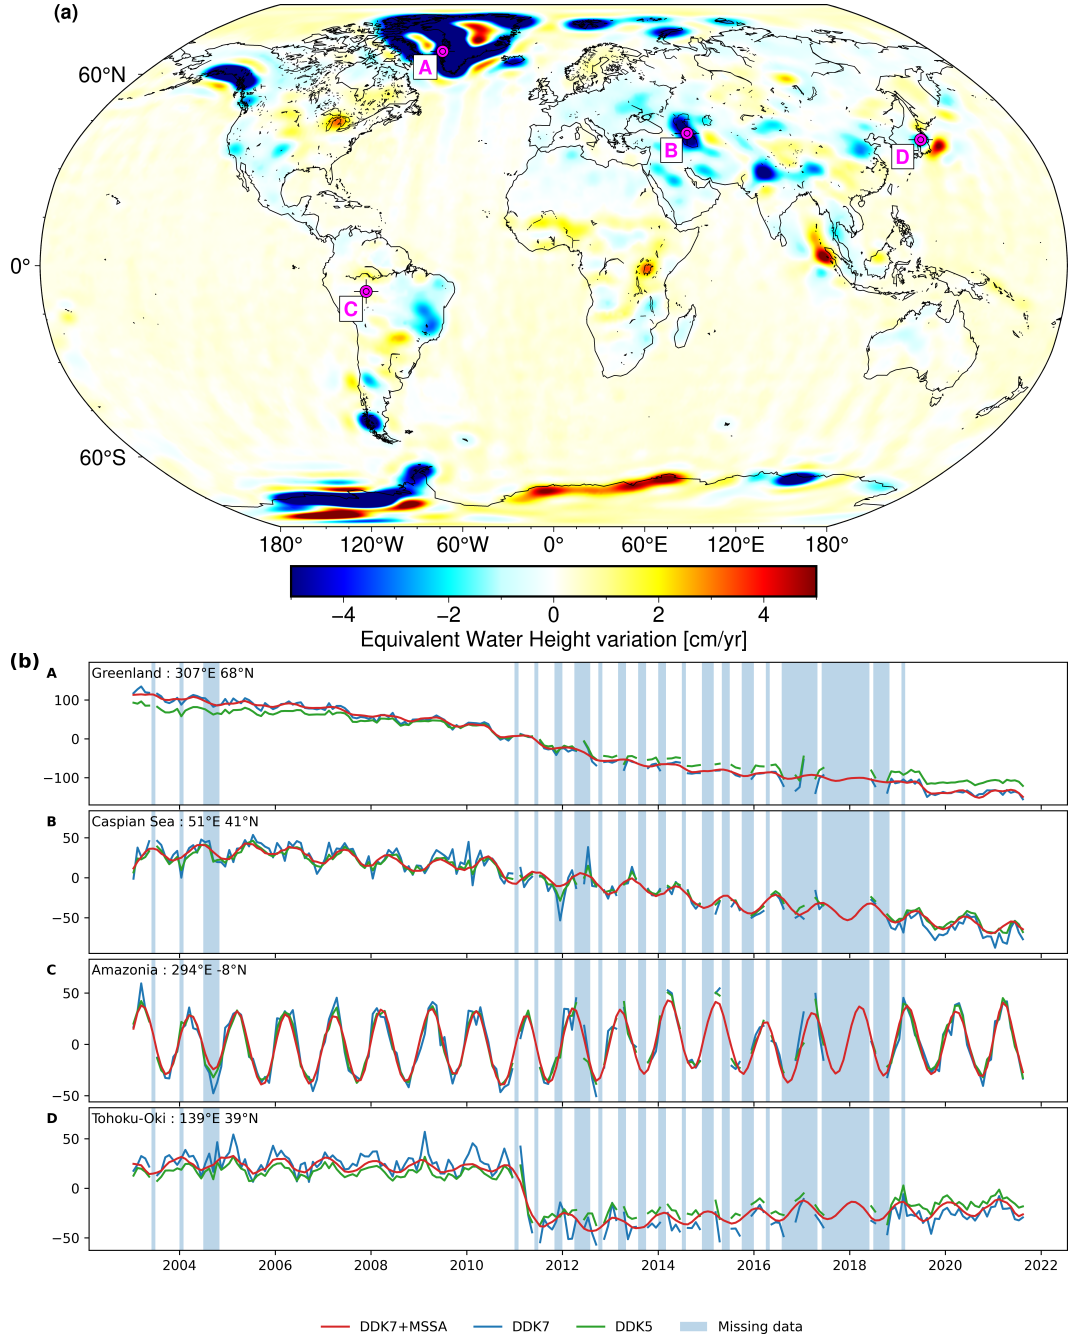 (a)
60°N
0°
60°S
A
B
C
D
180° 120°W 60°W 0° 60°E 120°E 180°
−4 −2 0 2 4
Equivalent Water Height variation [cm/yr]
(b)
A
Greenland : 307°E 68°N
100
0
−100
B
Caspian Sea : 51°E 41°N
50
0
−50
C
Amazonia : 294°E -8°N
50
0
−50
D
Tohoku-Oki : 139°E 39°N
50
0
−50
2004 2006 2008 2010 2012 2014 2016 2018 2020 2022
DDK7+MSSA DDK7 DDK5 Missing data